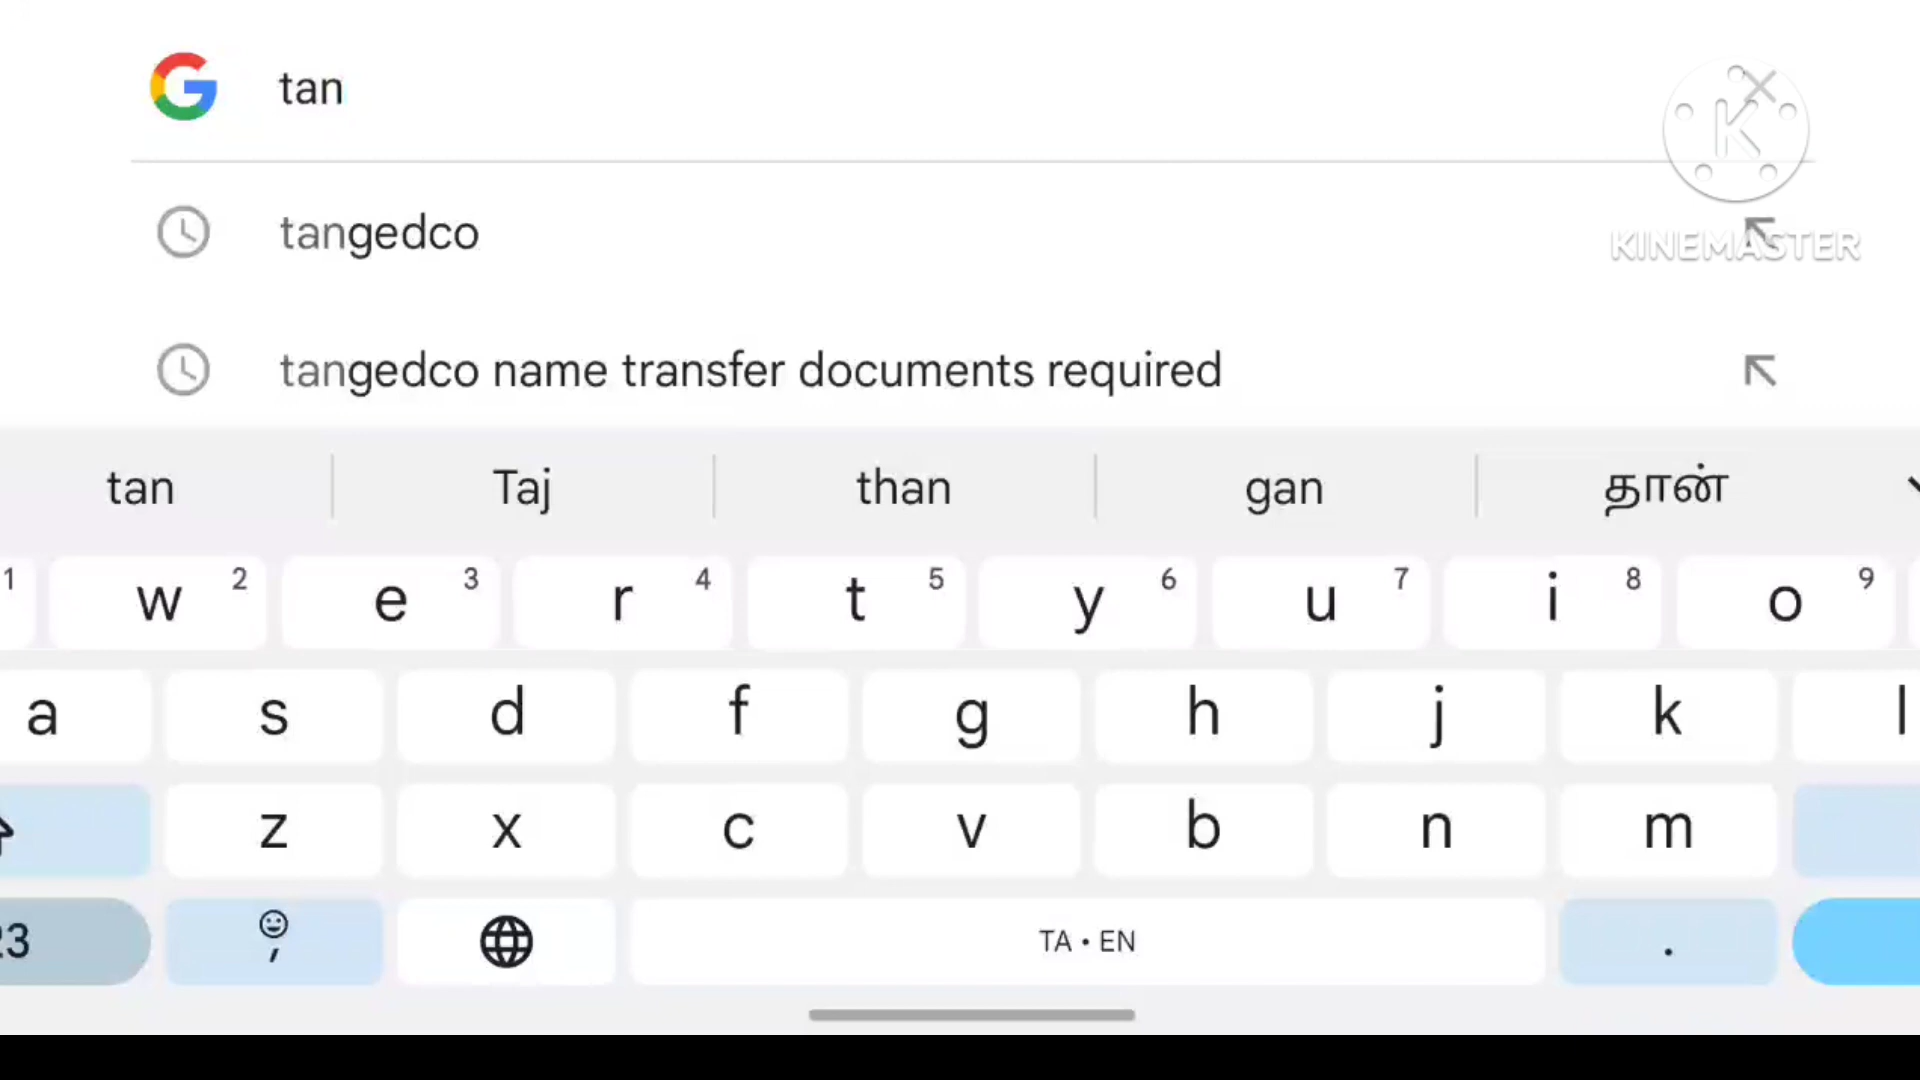 tan
K
KINEMASTER
tangedco
tangedco name transfer documents required
tan Taj than gan தான்
1 w 2 e 3 r 4 t 5 y 6 u 7 i 8 o 9
a s d f g h j k l
z x c v b n m
23 , TA • EN .